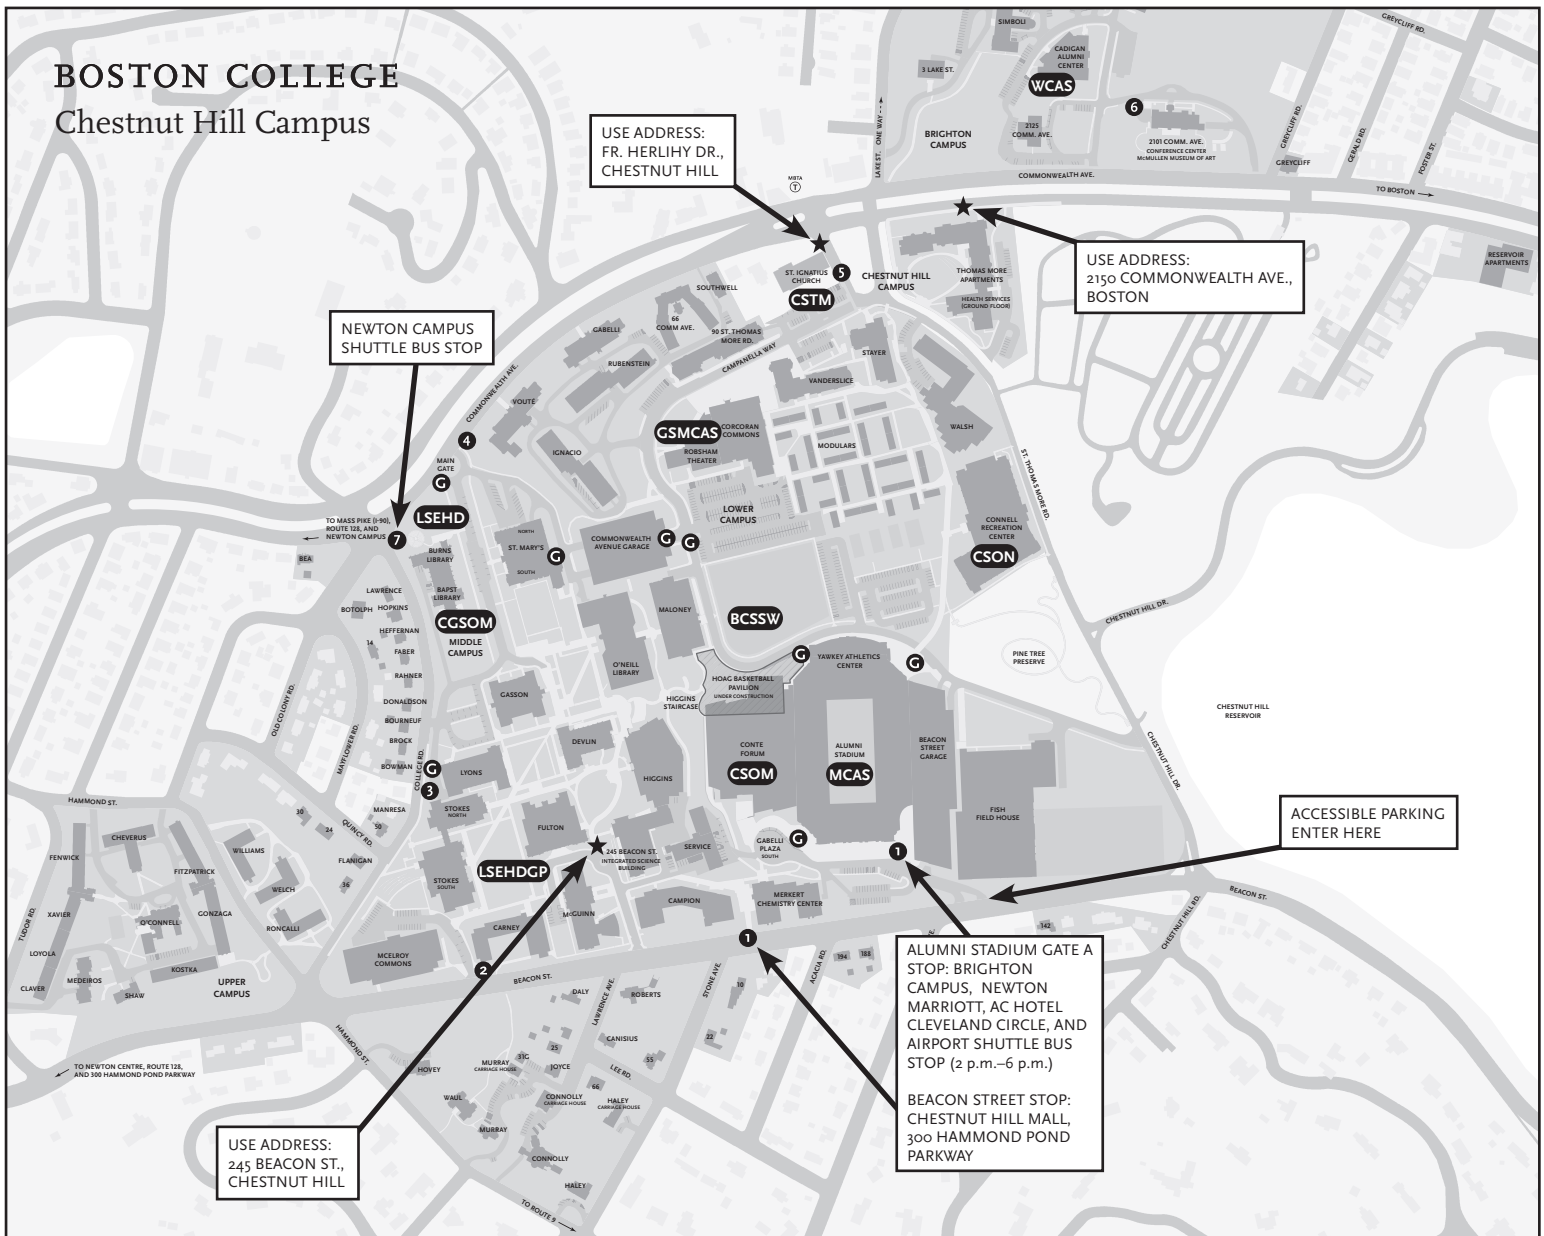 BOSTON COLLEGE
Chestnut Hill Campus
SIMBOLI
CADIGAN
ALUMNI
CENTER
WCAS
3 LAKE ST.
6
2125
COMM. AVE.
BRIGHTON
CAMPUS
2101 COMM. AVE.
CONFERENCE CENTER
McMULLEN MUSEUM OF ART
GREYCLIFF RD.
GREYCLIFF RD.
GREYCLIFF
GERALD RD.
FOSTER ST.
LAKE ST. ONE WAY
COMMONWEALTH AVE.
TO BOSTON
MBTA
T
USE ADDRESS:
FR. HERLIHY DR.,
CHESTNUT HILL
USE ADDRESS:
2150 COMMONWEALTH AVE.,
BOSTON
RESERVOIR
APARTMENTS
ST. IGNATIUS
CHURCH
5
CSTM
CHESTNUT HILL
CAMPUS
THOMAS MORE
APARTMENTS
HEALTH SERVICES
(GROUND FLOOR)
SOUTHWELL
66
COMM AVE.
90 ST. THOMAS
MORE RD.
CAMPANELLA WAY
GABELLI
RUBENSTEIN
STAYER
VANDERSLICE
NEWTON CAMPUS
SHUTTLE BUS STOP
COMMONWEALTH AVE.
VOUTÉ
IGNACIO
4
MAIN
GATE
G
GSMCAS
CORCORAN
COMMONS
ROBSHAM
THEATER
MODULARS
WALSH
ST. THOMAS MORE RD.
LSEHD
TO MASS PIKE (I-90),
ROUTE 128, AND
NEWTON CAMPUS
7
BEA
BURNS
LIBRARY
BAPST
LIBRARY
NORTH
ST. MARY'S
SOUTH
G
COMMONWEALTH
AVENUE GARAGE
G
G
LOWER
CAMPUS
CONNELL
RECREATION
CENTER
CSON
CGSOM
MIDDLE
CAMPUS
LAWRENCE
BOTOLPH
HOPKINS
HEFFERNAN
14
FABER
RAHNER
DONALDSON
BOURNEUF
BROCK
BOWMAN
OLD COLONY RD.
MAYFLOWER RD.
COLLEGE RD.
MALONEY
BCSSW
O'NEILL
LIBRARY
G
YAWKEY ATHLETICS
CENTER
G
HOAG BASKETBALL
PAVILION
UNDER CONSTRUCTION
HIGGINS
STAIRCASE
PINE TREE
PRESERVE
CHESTNUT HILL DR.
CHESTNUT HILL
RESERVOIR
CHESTNUT HILL DR.
GASSON
DEVLIN
LYONS
HIGGINS
CONTE
FORUM
CSOM
ALUMNI
STADIUM
MCAS
BEACON
STREET
GARAGE
FISH
FIELD HOUSE
G
3
STOKES
NORTH
FULTON
245 BEACON ST.
INTEGRATED SCIENCE
BUILDING
SERVICE
GABELLI
PLAZA
SOUTH
G
1
ACCESSIBLE PARKING
ENTER HERE
HAMMOND ST.
30
24
QUINCY RD.
MANRESA
50
FLANIGAN
36
CHEVERUS
FENWICK
WILLIAMS
FITZPATRICK
WELCH
XAVIER
O'CONNELL
GONZAGA
RONCALLI
TUDOR RD.
LOYOLA
CLAVER
MEDEIROS
SHAW
KOSTKA
UPPER
CAMPUS
LSEHDGP
STOKES
SOUTH
McGUINN
CARNEY
CAMPION
MERKERT
CHEMISTRY CENTER
MCELROY
COMMONS
2
BEACON ST.
1
BEACON ST.
CHESTNUT HILL RD.
142
194
188
ACACIA RD.
AVE.
STONE AVE.
LAWRENCE AVE.
10
22
DALY
ROBERTS
CANISIUS
55
LEE RD.
25
31G
JOYCE
MURRAY
CARRIAGE HOUSE
66
CONNOLLY
CARRIAGE HOUSE
HALEY
CARRIAGE HOUSE
HAMMOND ST.
HOVEY
WAUL
MURRAY
CONNOLLY
HALEY
TO ROUTE 9
TO NEWTON CENTRE, ROUTE 128,
AND 300 HAMMOND POND PARKWAY
USE ADDRESS:
245 BEACON ST.,
CHESTNUT HILL
ALUMNI STADIUM GATE A
STOP: BRIGHTON
CAMPUS, NEWTON
MARRIOTT, AC HOTEL
CLEVELAND CIRCLE, AND
AIRPORT SHUTTLE BUS
STOP (2 p.m.–6 p.m.)
BEACON STREET STOP:
CHESTNUT HILL MALL,
300 HAMMOND POND
PARKWAY